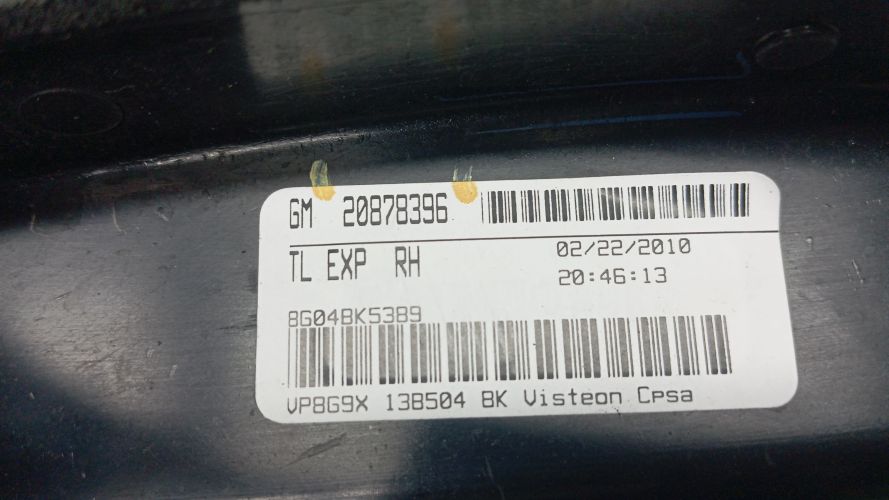 GM 20878396
TL EXP RH
02/22/2010
20:46:13
8G04BK5389
VP8G9X 13B504 BK Visteon Cpsa